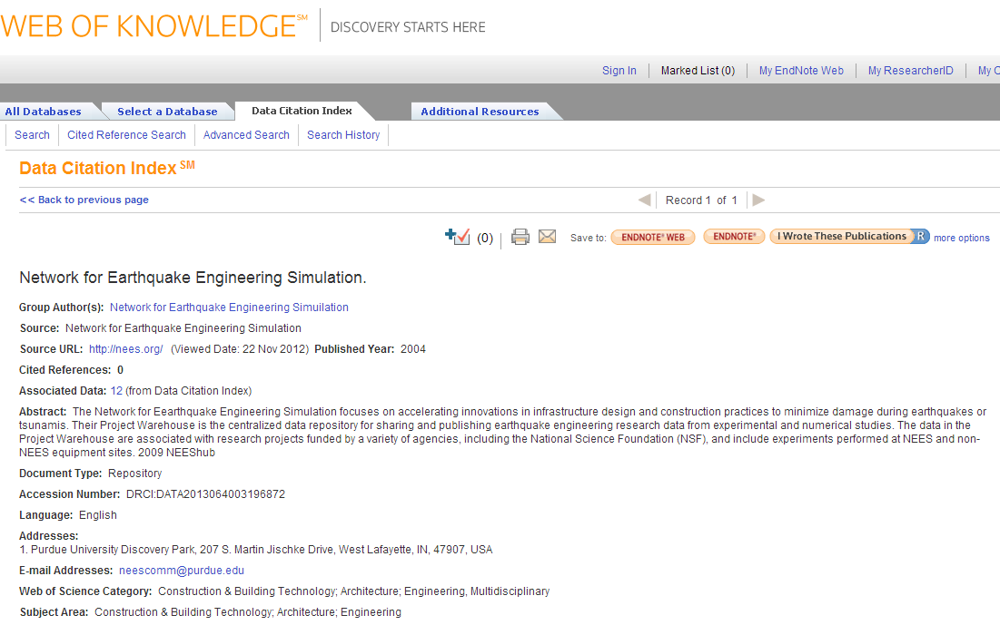 WEB OF KNOWLEDGE SM DISCOVERY STARTS HERE
Sign In Marked List (0) My EndNote Web My ResearcherID My C
All Databases Select a Database Data Citation Index Additional Resources
Search Cited Reference Search Advanced Search Search History
Data Citation Index SM
<< Back to previous page Record 1 of 1
(0) Save to: ENDNOTE® WEB ENDNOTE® I Wrote These Publications R more options
Network for Earthquake Engineering Simulation.
Group Author(s): Network for Earthquake Engineering Simuilation
Source: Network for Earthquake Engineering Simulation
Source URL: http://nees.org/ (Viewed Date: 22 Nov 2012) Published Year: 2004
Cited References: 0
Associated Data: 12 (from Data Citation Index)
Abstract: The Network for Eearthquake Engineering Simulation focuses on accelerating innovations in infrastructure design and construction practices to minimize damage during earthquakes or
tsunamis. Their Project Warehouse is the centralized data repository for sharing and publishing earthquake engineering research data from experimental and numerical studies. The data in the
Project Warehouse are associated with research projects funded by a variety of agencies, including the National Science Foundation (NSF), and include experiments performed at NEES and non-
NEES equipment sites. 2009 NEEShub
Document Type: Repository
Accession Number: DRCI:DATA2013064003196872
Language: English
Addresses:
1. Purdue University Discovery Park, 207 S. Martin Jischke Drive, West Lafayette, IN, 47907, USA
E-mail Addresses: neescomm@purdue.edu
Web of Science Category: Construction & Building Technology; Architecture; Engineering, Multidisciplinary
Subject Area: Construction & Building Technology; Architecture; Engineering